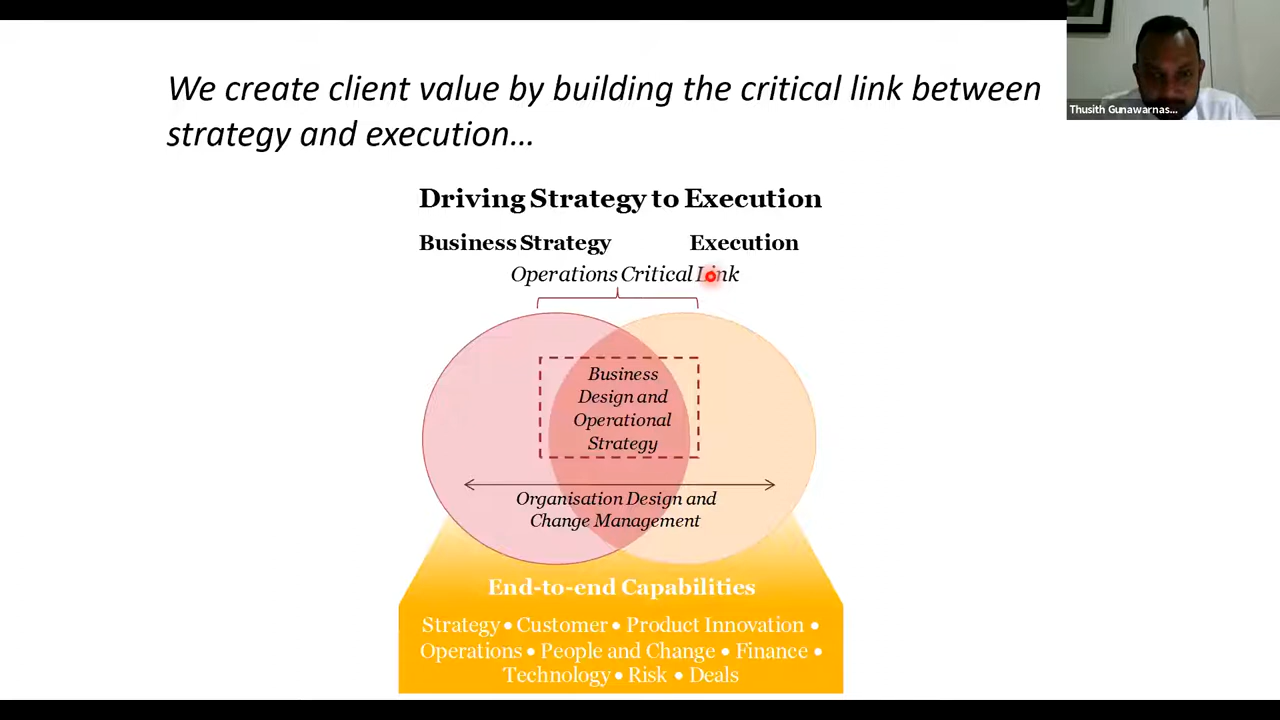 We create client value by building the critical link between
strategy and execution...
Thusith Gunawarnas...
Driving Strategy to Execution
Business Strategy
Execution
Operations Critical Link
Business
Design and
Operational
Strategy
Organisation Design and
Change Management
End-to-end Capabilities
Strategy • Customer • Product Innovation •
Operations • People and Change • Finance •
Technology • Risk • Deals